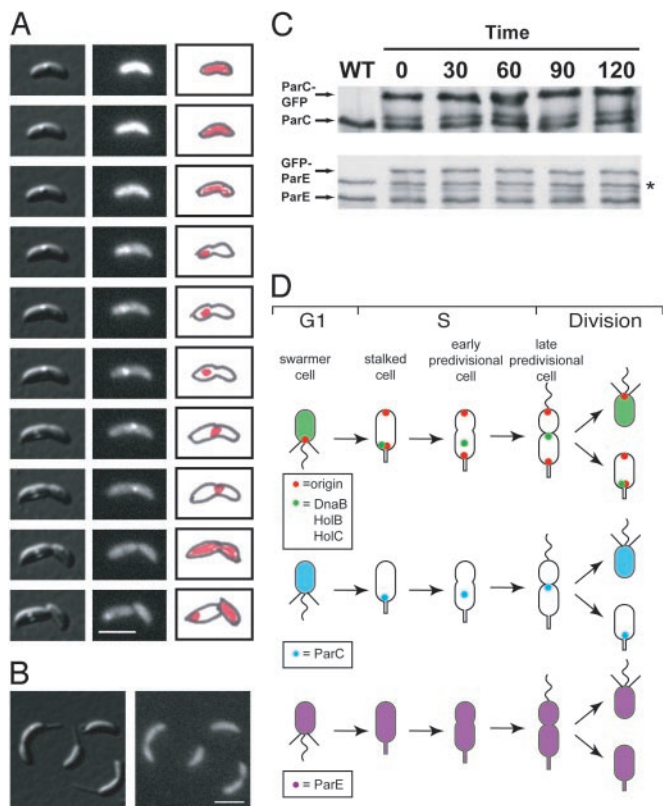 A
B
C
Time
WT 0 30 60 90 120
ParC-
GFP
ParC
GFP-
ParE
ParE
*
D
G1 S Division
swarmer
cell
stalked
cell
early
predivisional
cell
late
predivisional
cell
=origin
= DnaB
HolB
HolC
= ParC
= ParE